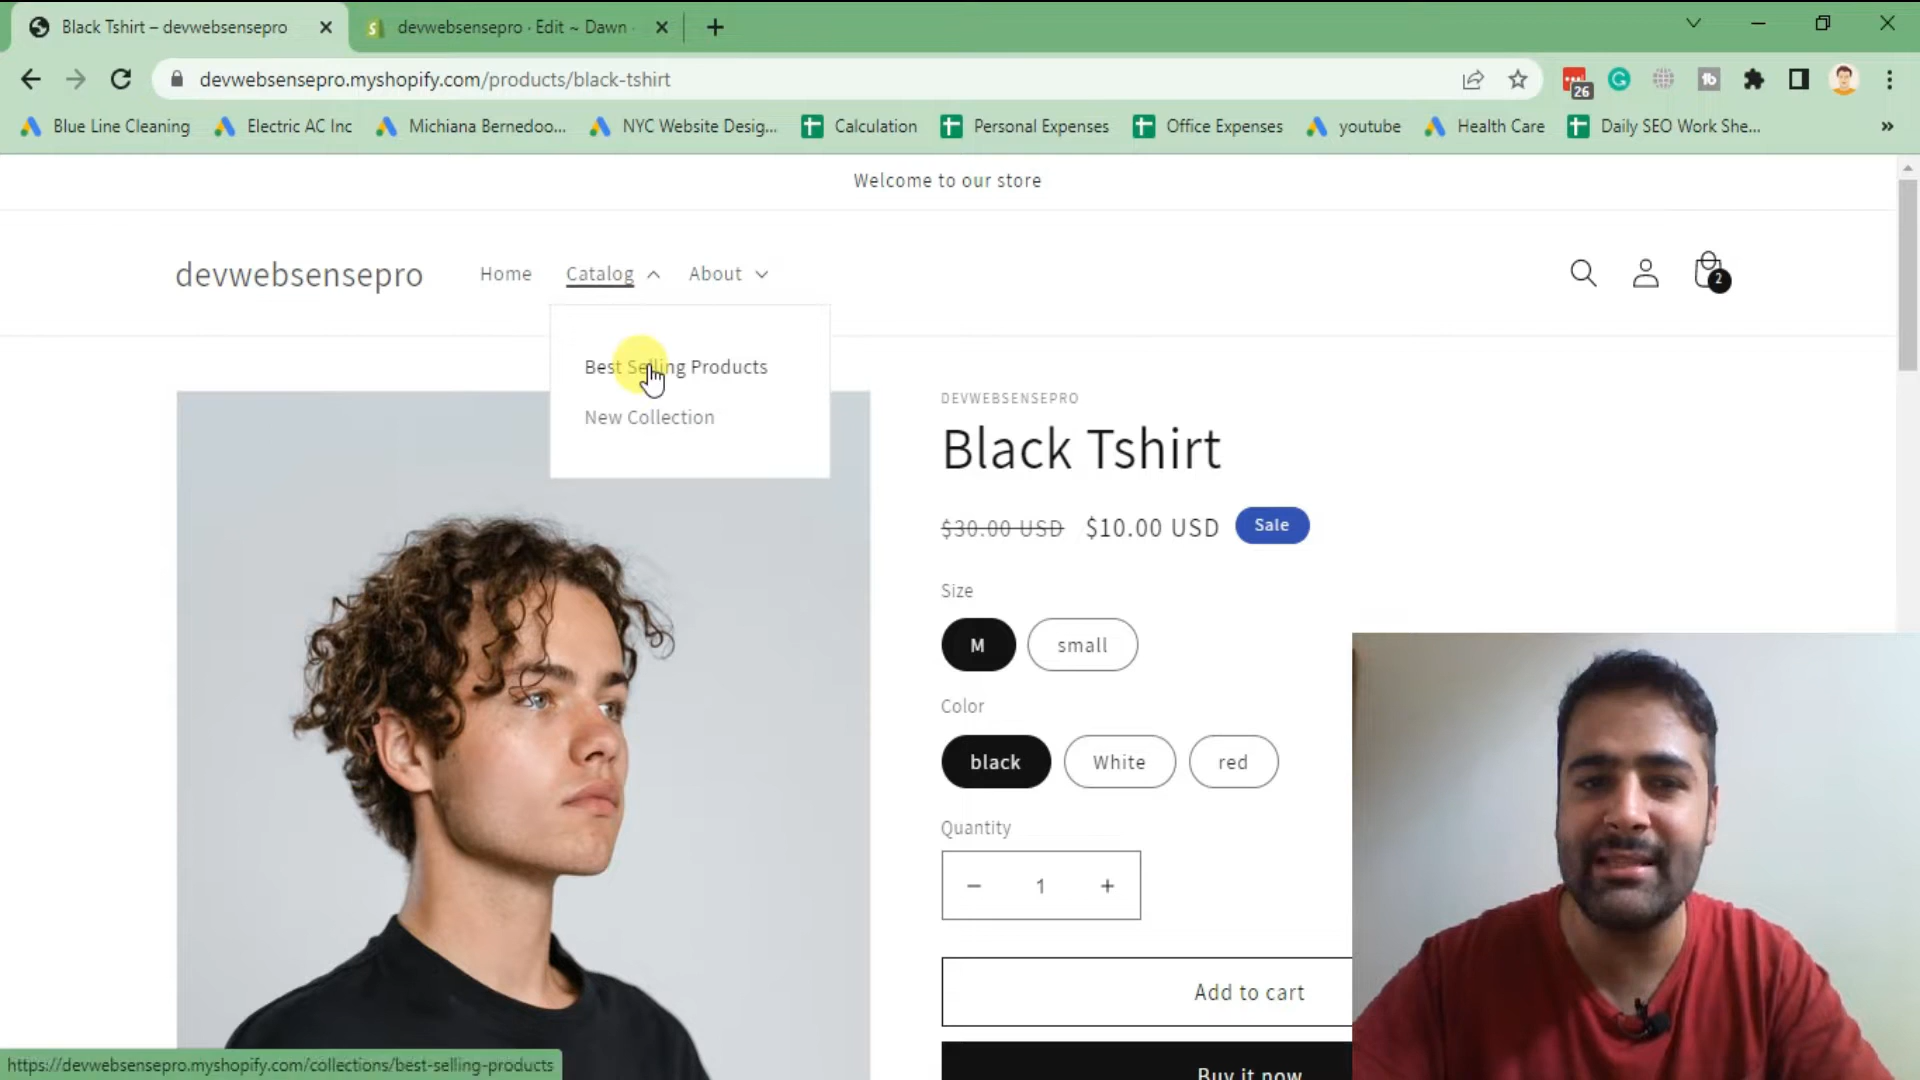 Black Tshirt – devwebsensepro
devwebsensepro · Edit ~ Dawn ·
devwebsensepro.myshopify.com/products/black-tshirt
26
Blue Line Cleaning
Electric AC Inc
Michiana Bernedoo...
NYC Website Desig...
Calculation
Personal Expenses
Office Expenses
youtube
Health Care
Daily SEO Work She...
»
Welcome to our store
devwebsensepro
Home
Catalog
About
2
Best Selling Products
New Collection
DEVWEBSENSEPRO
Black Tshirt
$30.00 USD $10.00 USD Sale
Size
M small
Color
black White red
Quantity
− 1 +
Add to cart
Buy it now
https://devwebsensepro.myshopify.com/collections/best-selling-products